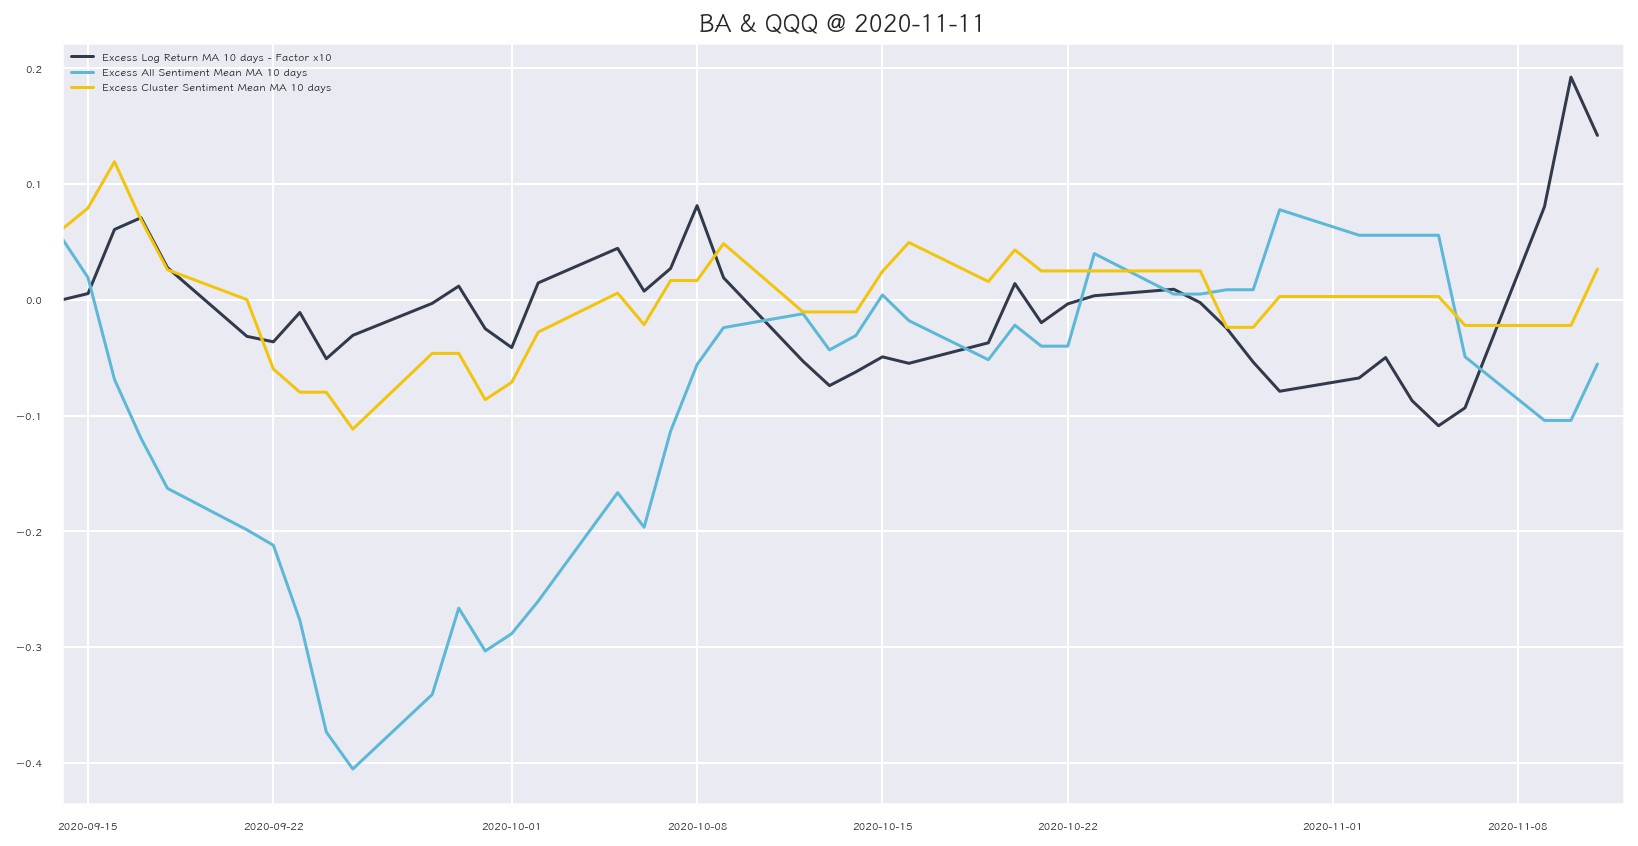 BA & QQQ @ 2020-11-11
Excess Log Return MA 10 days - Factor x10
Excess All Sentiment Mean MA 10 days
Excess Cluster Sentiment Mean MA 10 days
0.2
0.1
0.0
−0.1
−0.2
−0.3
−0.4
2020-09-15 2020-09-22 2020-10-01 2020-10-08 2020-10-15 2020-10-22 2020-11-01 2020-11-08